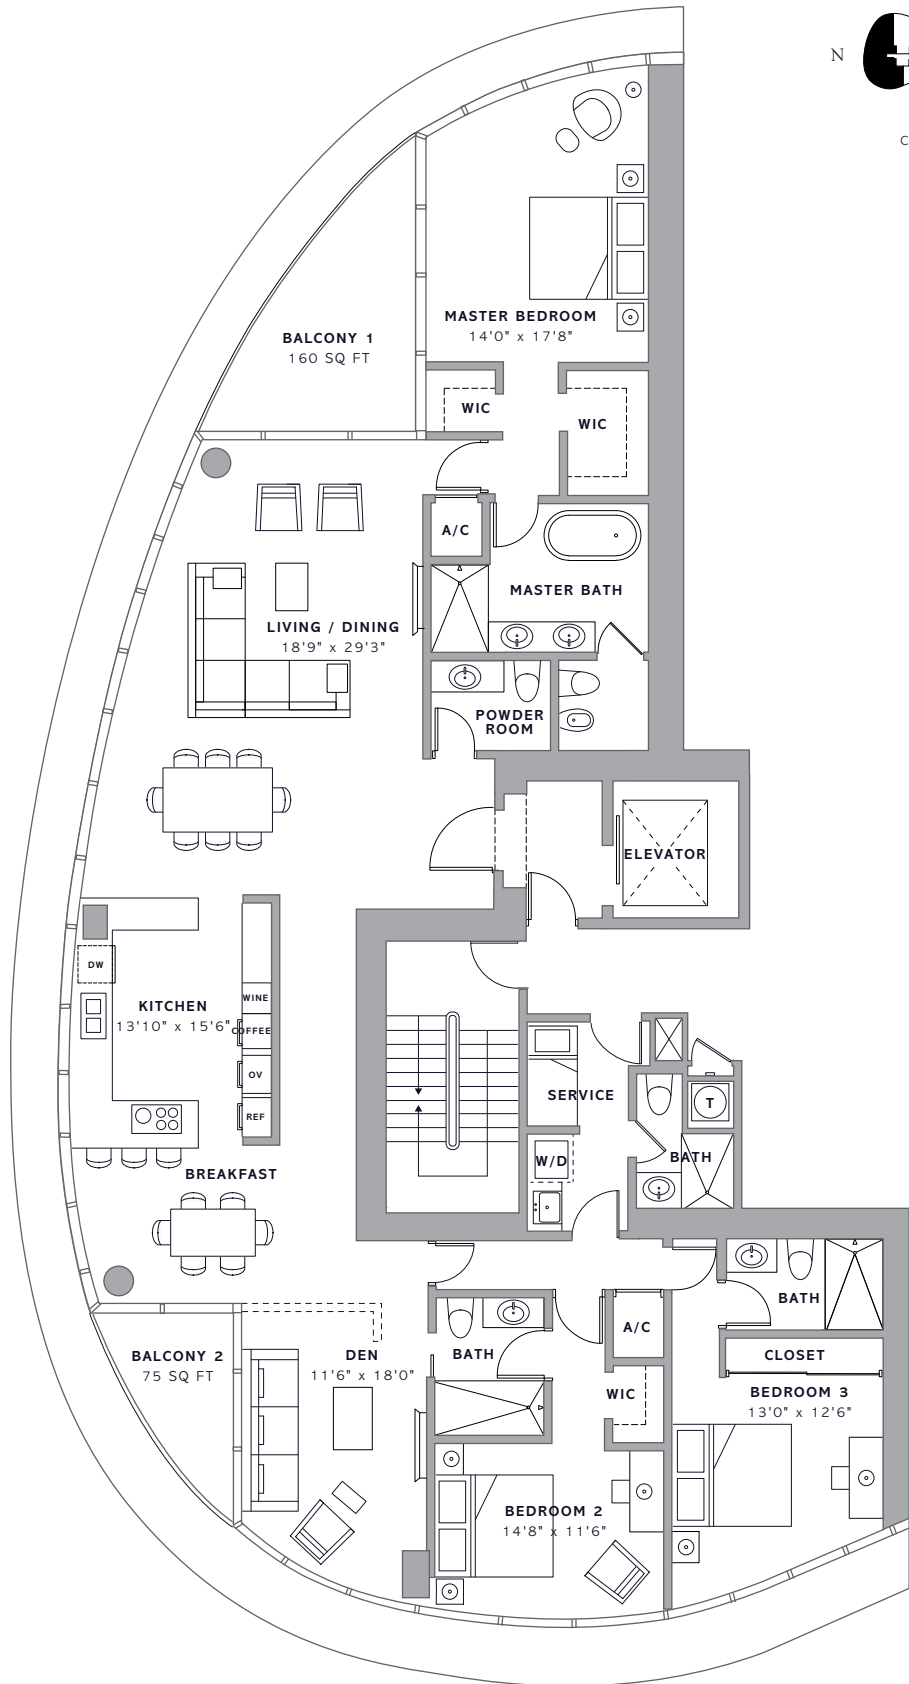 N
C
MASTER BEDROOM
14'0" x 17'8"
BALCONY 1
160 SQ FT
WIC
WIC
A/C
MASTER BATH
LIVING / DINING
18'9" x 29'3"
POWDER
ROOM
ELEVATOR
DW
WINE
KITCHEN
13'10" x 15'6"
COFFEE
OV
REF
SERVICE
T
W/D
BATH
BREAKFAST
BATH
A/C
CLOSET
BALCONY 2
75 SQ FT
DEN
11'6" x 18'0"
BATH
WIC
BEDROOM 3
13'0" x 12'6"
BEDROOM 2
14'8" x 11'6"